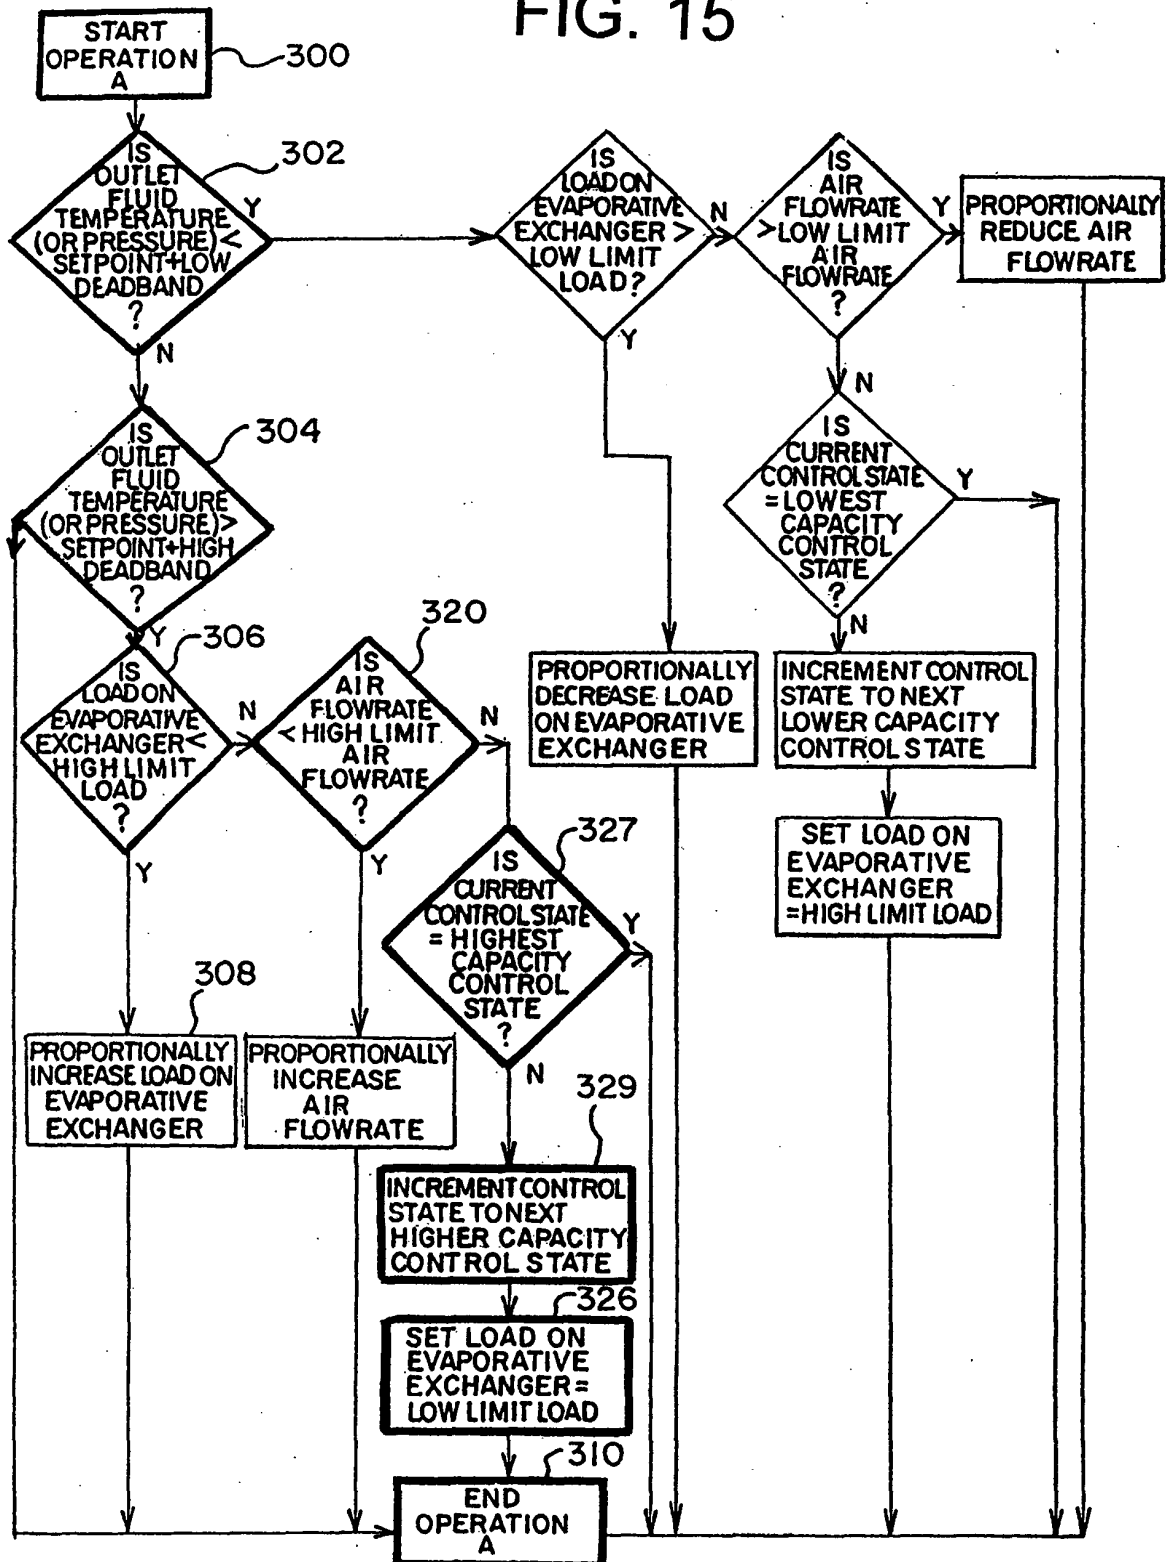 FIG. 15
START
OPERATION
A
300
IS
OUTLET
FLUID
TEMPERATURE
(OR PRESSURE)<
SETPOINT+LOW
DEADBAND
?
302
Y
N
IS
LOAD ON
EVAPORATIVE
EXCHANGER >
LOW LIMIT
LOAD?
N
Y
IS
AIR
FLOWRATE
>LOW LIMIT
AIR
FLOWRATE
?
Y
N
PROPORTIONALLY
REDUCE AIR
FLOWRATE
IS
OUTLET
FLUID
TEMPERATURE
(OR PRESSURE)>
SETPOINT+HIGH
DEADBAND
?
304
Y
IS
CURRENT
CONTROL STATE
=LOWEST
CAPACITY
CONTROL
STATE
?
Y
N
IS
LOAD ON
EVAPORATIVE
EXCHANGER<
HIGH LIMIT
LOAD
?
306
N
Y
IS
AIR
FLOWRATE
<HIGH LIMIT
AIR
FLOWRATE
?
320
N
Y
PROPORTIONALLY
DECREASE LOAD
ON EVAPORATIVE
EXCHANGER
INCREMENT CONTROL
STATE TO NEXT
LOWER CAPACITY
CONTROL STATE
SET LOAD ON
EVAPORATIVE
EXCHANGER
=HIGH LIMIT LOAD
IS
CURRENT
CONTROL STATE
= HIGHEST
CAPACITY
CONTROL
STATE
?
327
Y
N
308
PROPORTIONALLY
INCREASE LOAD ON
EVAPORATIVE
EXCHANGER
PROPORTIONALLY
INCREASE
AIR
FLOWRATE
329
INCREMENT CONTROL
STATE TO NEXT
HIGHER CAPACITY
CONTROL STATE
326
SET LOAD ON
EVAPORATIVE
EXCHANGER=
LOW LIMIT LOAD
310
END
OPERATION
A